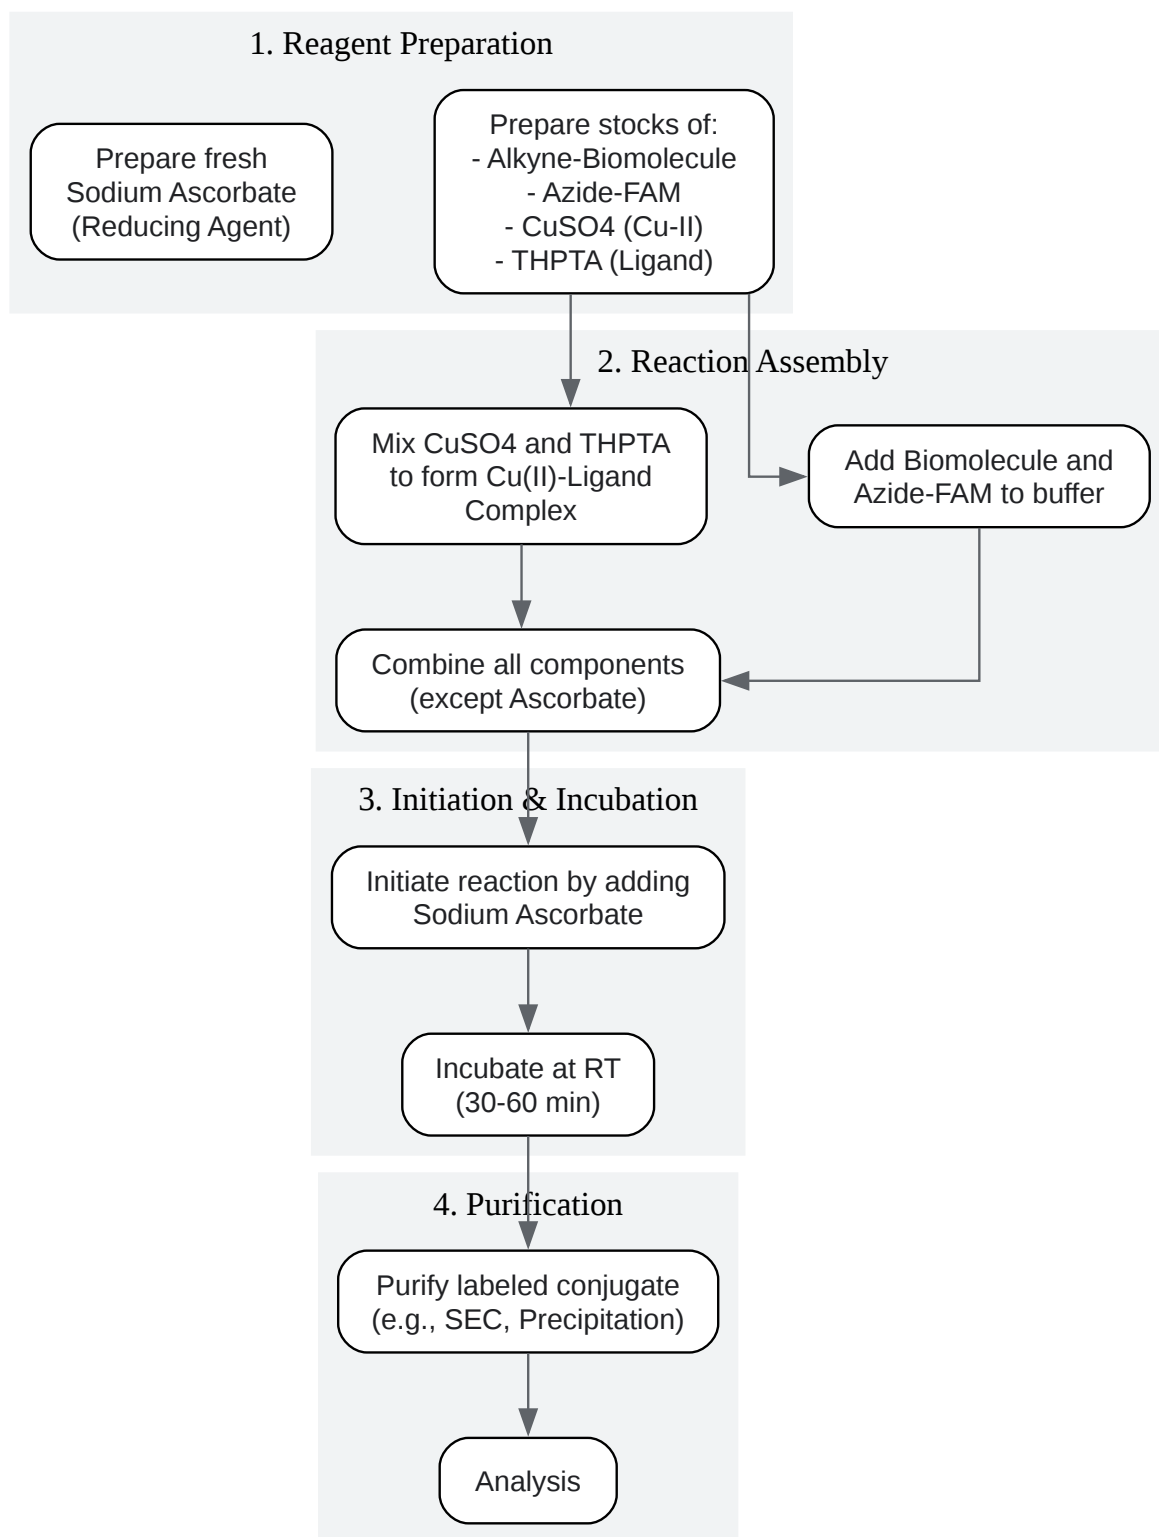 1. Reagent Preparation
Prepare fresh
Sodium Ascorbate
(Reducing Agent)
Prepare stocks of:
- Alkyne-Biomolecule
- Azide-FAM
- CuSO4 (Cu-II)
- THPTA (Ligand)
2. Reaction Assembly
Mix CuSO4 and THPTA
to form Cu(II)-Ligand
Complex
Add Biomolecule and
Azide-FAM to buffer
Combine all components
(except Ascorbate)
3. Initiation & Incubation
Initiate reaction by adding
Sodium Ascorbate
Incubate at RT
(30-60 min)
4. Purification
Purify labeled conjugate
(e.g., SEC, Precipitation)
Analysis